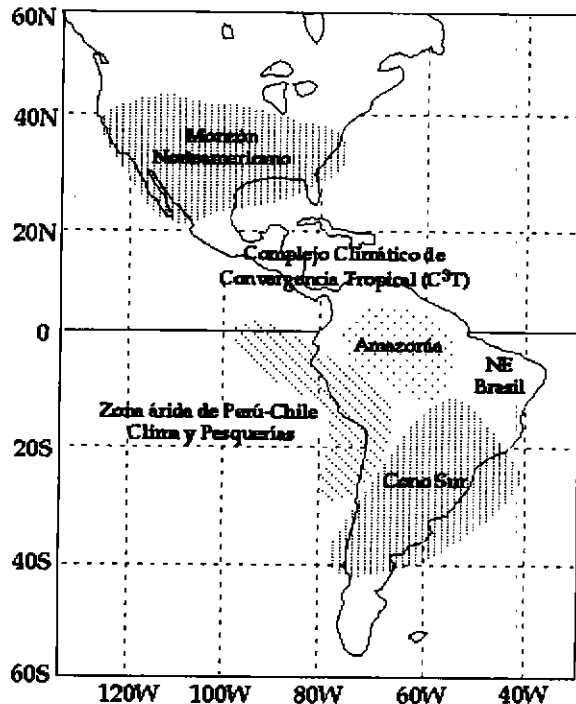 60N
40N
Monzón
Norteamericano
20N
Complejo Climático de
Convergencia Tropical (C³T)
0
Amazonía
NE
Brasil
Zona árida de Perú-Chile
Clima y Pesquerías
20S
Cono Sur
40S
60S
120W 100W 80W 60W 40W